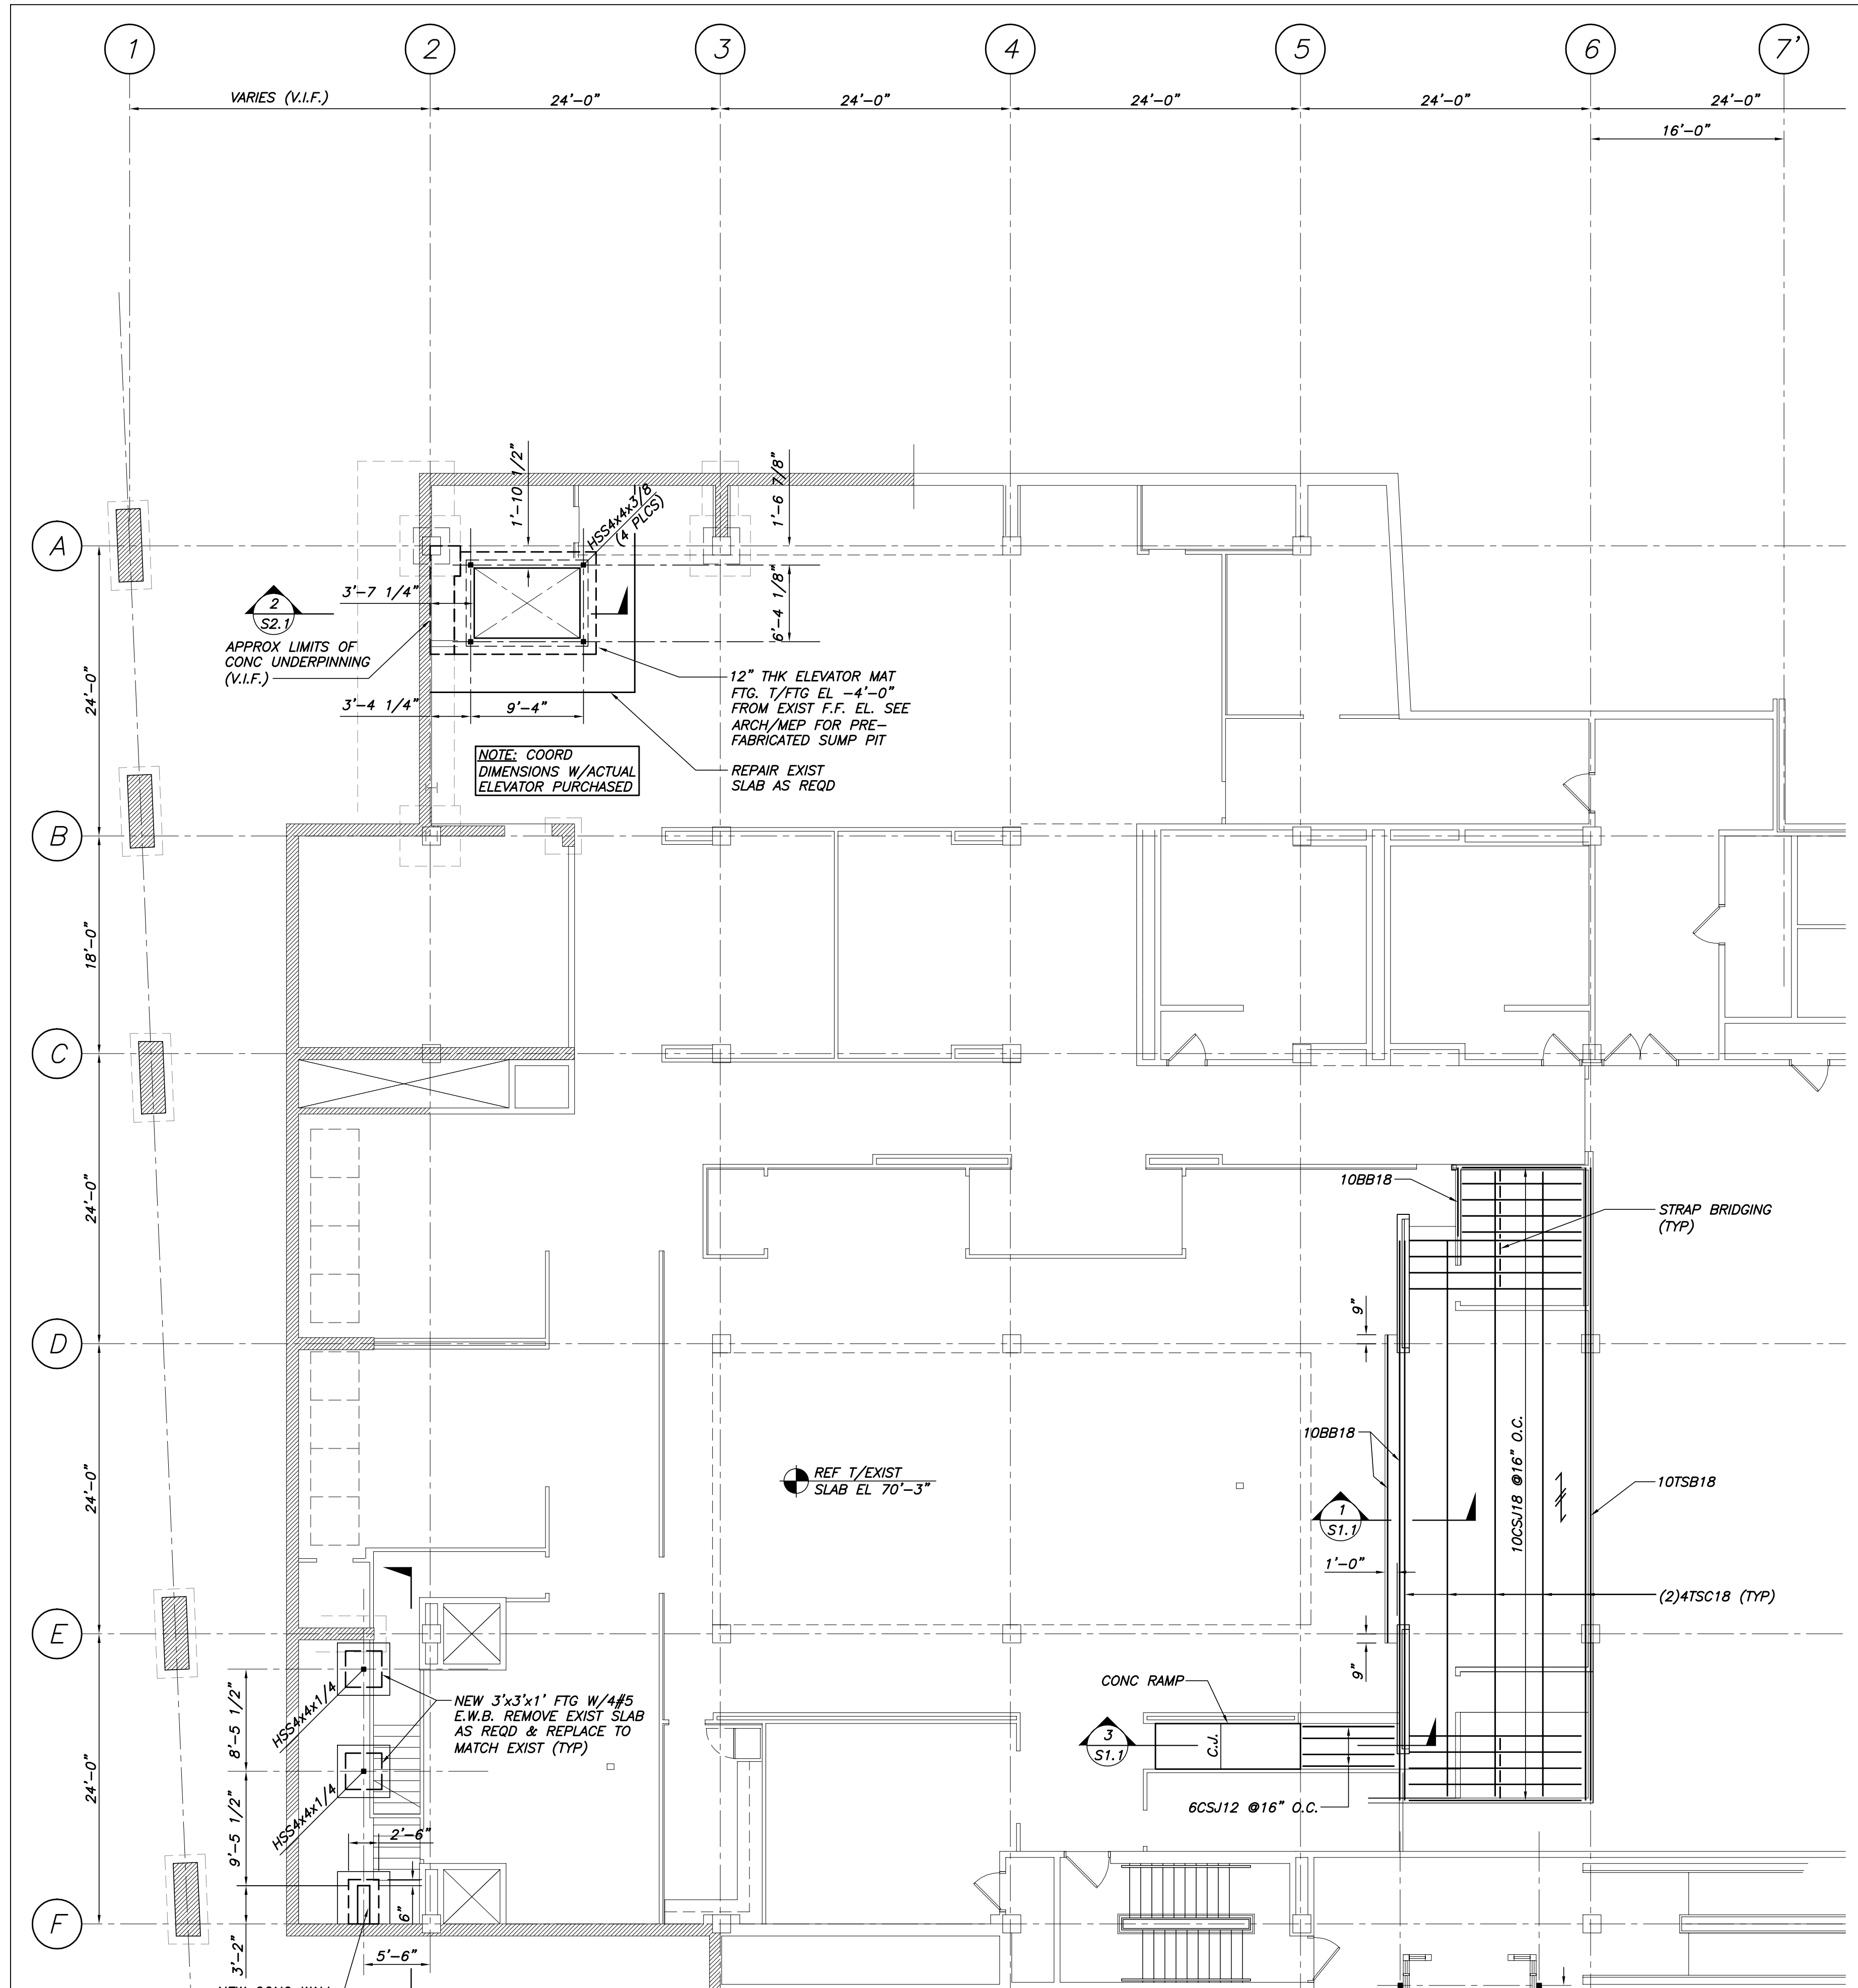 1
2
3
4
5
6
7'
VARIES (V.I.F.)
24'-0"
24'-0"
24'-0"
24'-0"
24'-0"
16'-0"
1'-10 1/2"
HSS4x4x3/8
(4 PLCS)
1'-6 7/8"
A
3'-7 1/4"
6'-4 1/8"
2
S2.1
APPROX LIMITS OF
CONC UNDERPINNING
(V.I.F.)
24'-0"
3'-4 1/4"
9'-4"
12" THK ELEVATOR MAT
FTG. T/FTG EL -4'-0"
FROM EXIST F.F. EL. SEE
ARCH/MEP FOR PRE-
FABRICATED SUMP PIT
NOTE: COORD
DIMENSIONS W/ACTUAL
ELEVATOR PURCHASED
REPAIR EXIST
SLAB AS REQD
B
18'-0"
C
24'-0"
10BB18
STRAP BRIDGING
(TYP)
9"
D
24'-0"
10BB18
REF T/EXIST
SLAB EL 70'-3"
10CSJ18 @16" O.C.
10TSB18
1
S1.1
1'-0"
(2)4TSC18 (TYP)
E
9"
CONC RAMP
8'-5 1/2"
HSS4x4x1/4
NEW 3'x3'x1' FTG W/4#5
E.W.B. REMOVE EXIST SLAB
AS REQD & REPLACE TO
MATCH EXIST (TYP)
3
S1.1
C.J.
24'-0"
6CSJ12 @16" O.C.
9'-5 1/2"
HSS4x4x1/4
2'-6"
6"
F
3'-2"
5'-6"
NEW CONC WALL